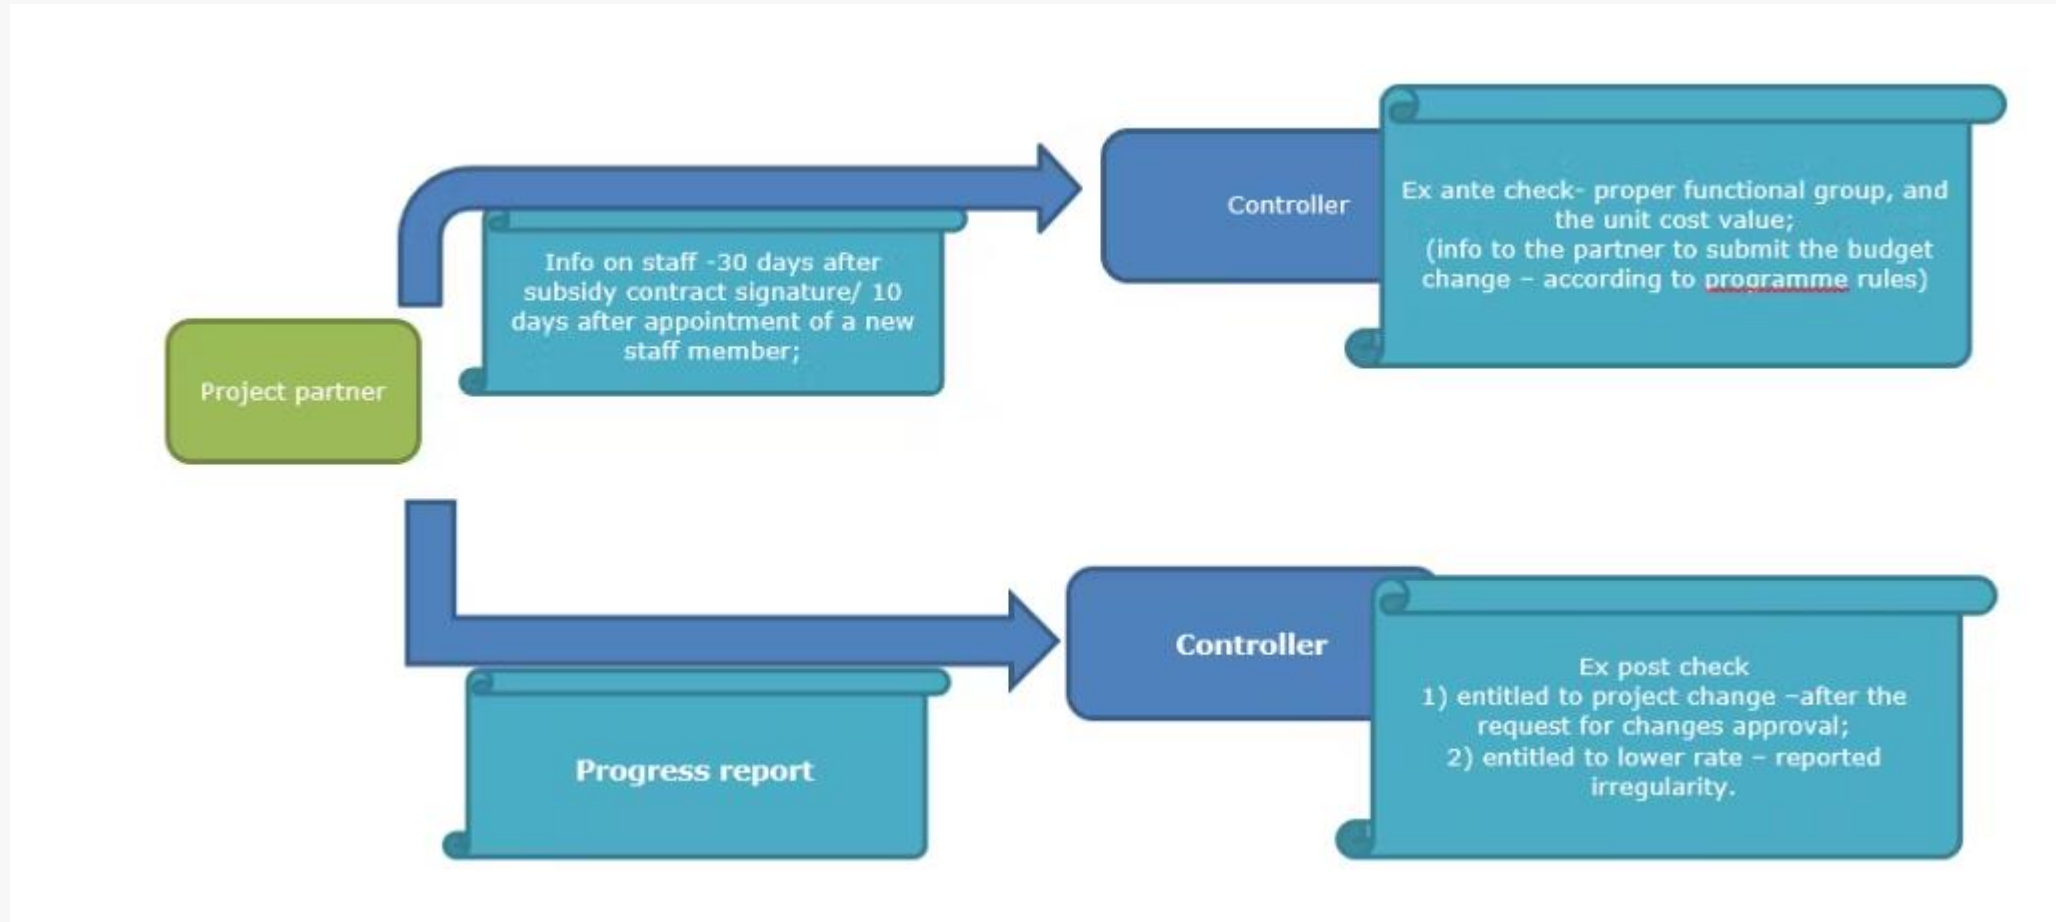 Project partner
Info on staff -30 days after
subsidy contract signature/ 10
days after appointment of a new
staff member;
Controller
Ex ante check- proper functional group, and
the unit cost value;
(info to the partner to submit the budget
change – according to programme rules)
Progress report
Controller
Ex post check
1) entitled to project change –after the
request for changes approval;
2) entitled to lower rate – reported
irregularity.